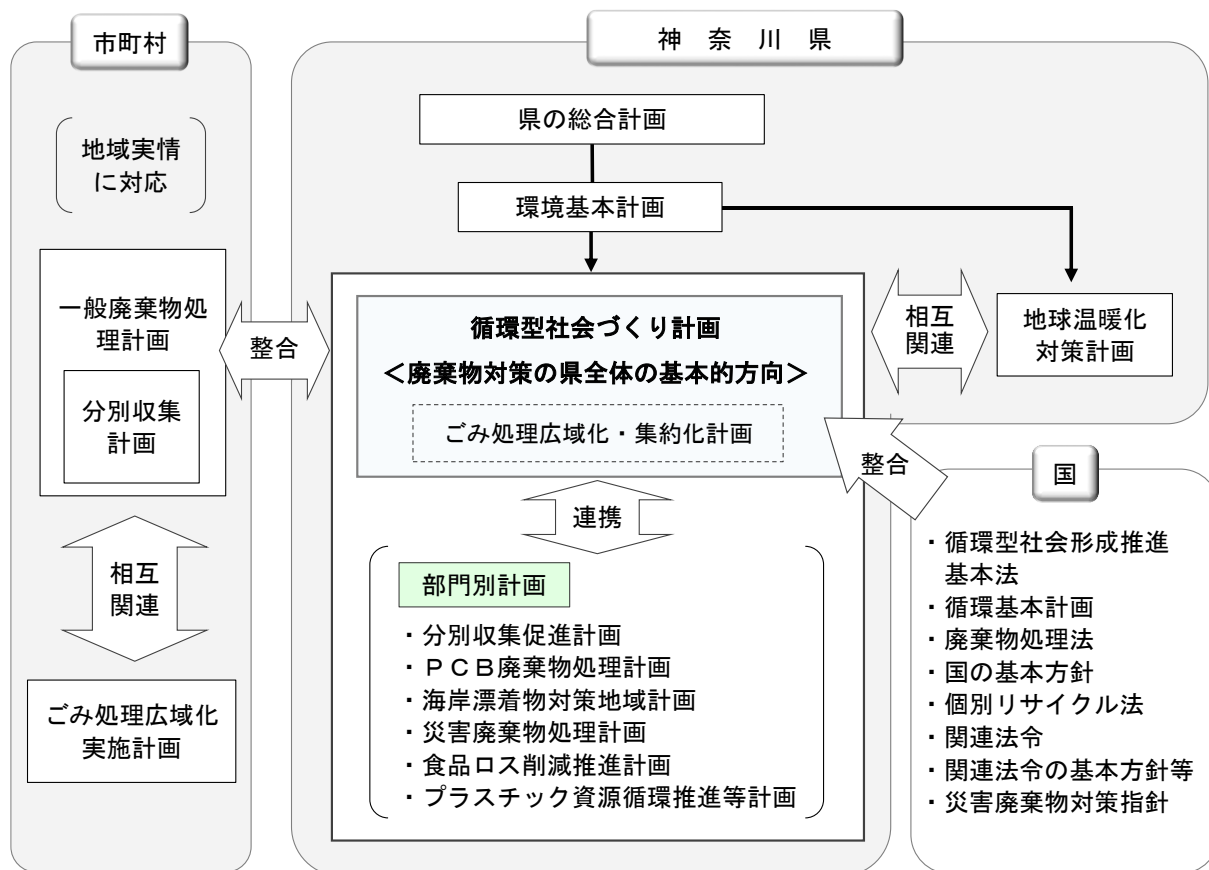 市町村
地域実情
に対応
一般廃棄物処
理計画
分別収集
計画
相互
関連
ごみ処理広域化
実施計画
整合
神 奈 川 県
県の総合計画
環境基本計画
循環型社会づくり計画
＜廃棄物対策の県全体の基本的方向＞
ごみ処理広域化・集約化計画
相互
関連
地球温暖化
対策計画
連携
部門別計画
・分別収集促進計画
・ＰＣＢ廃棄物処理計画
・海岸漂着物対策地域計画
・災害廃棄物処理計画
・食品ロス削減推進計画
・プラスチック資源循環推進等計画
整合
国
・循環型社会形成推進
基本法
・循環基本計画
・廃棄物処理法
・国の基本方針
・個別リサイクル法
・関連法令
・関連法令の基本方針等
・災害廃棄物対策指針